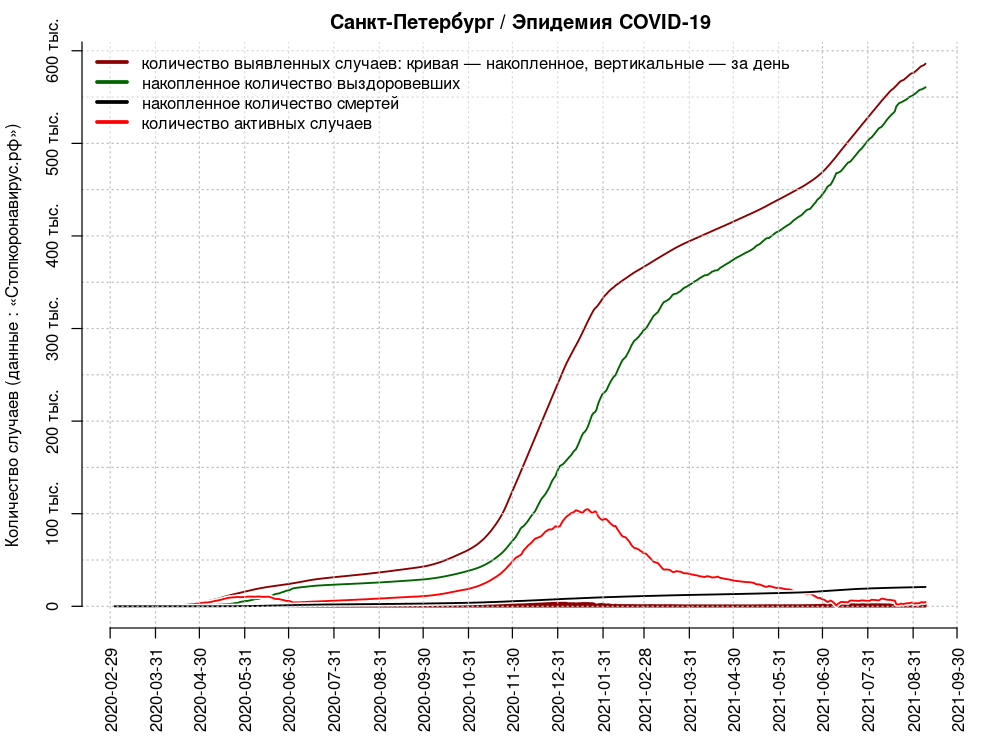 Санкт-Петербург / Эпидемия COVID-19
количество выявленных случаев: кривая — накопленное, вертикальные — за день
накопленное количество выздоровевших
накопленное количество смертей
количество активных случаев
Количество случаев (данные : «Стопкоронавирус.рф»)
600 тыс.
500 тыс.
400 тыс.
300 тыс.
200 тыс.
100 тыс.
0
2020-02-29
2020-03-31
2020-04-30
2020-05-31
2020-06-30
2020-07-31
2020-08-31
2020-09-30
2020-10-31
2020-11-30
2020-12-31
2021-01-31
2021-02-28
2021-03-31
2021-04-30
2021-05-31
2021-06-30
2021-07-31
2021-08-31
2021-09-30